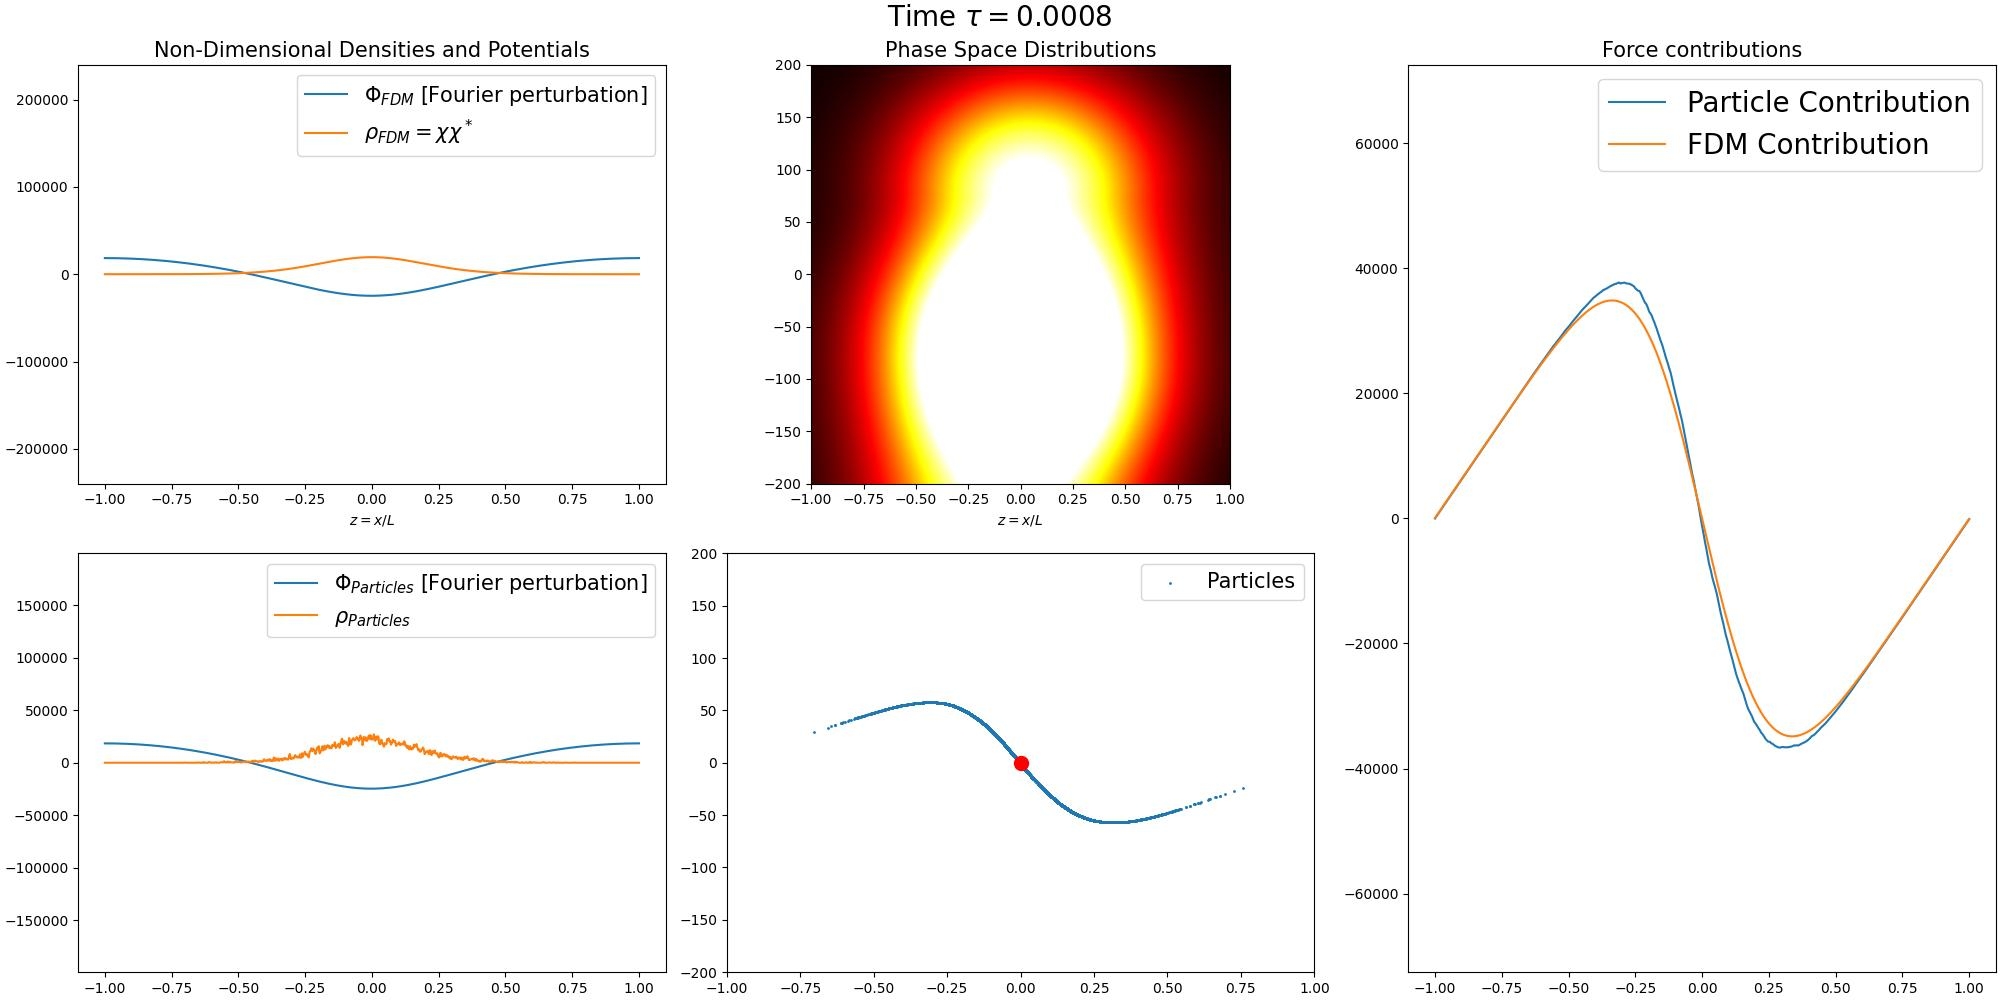 Time τ = 0.0008
Non-Dimensional Densities and Potentials
Φ_FDM [Fourier perturbation]
ρ_FDM = χχ*
200000
100000
0
−100000
−200000
−1.00 −0.75 −0.50 −0.25 0.00 0.25 0.50 0.75 1.00
z = x/L
Phase Space Distributions
200
150
100
50
0
−50
−100
−150
−200
−1.00 −0.75 −0.50 −0.25 0.00 0.25 0.50 0.75 1.00
z = x/L
Force contributions
Particle Contribution
FDM Contribution
60000
40000
20000
0
−20000
−40000
−60000
−1.00 −0.75 −0.50 −0.25 0.00 0.25 0.50 0.75 1.00
Φ_Particles [Fourier perturbation]
ρ_Particles
150000
100000
50000
0
−50000
−100000
−150000
−1.00 −0.75 −0.50 −0.25 0.00 0.25 0.50 0.75 1.00
Particles
200
150
100
50
0
−50
−100
−150
−200
−1.00 −0.75 −0.50 −0.25 0.00 0.25 0.50 0.75 1.00